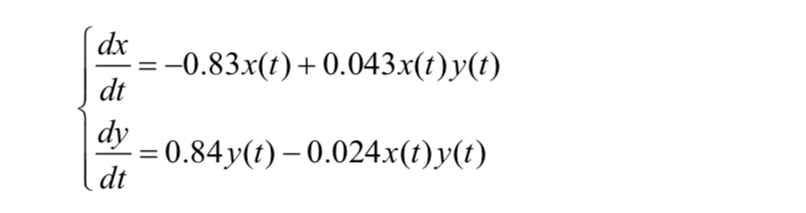 dx/dt = −0.83x(t) + 0.043x(t)y(t)
dy/dt = 0.84y(t) − 0.024x(t)y(t)